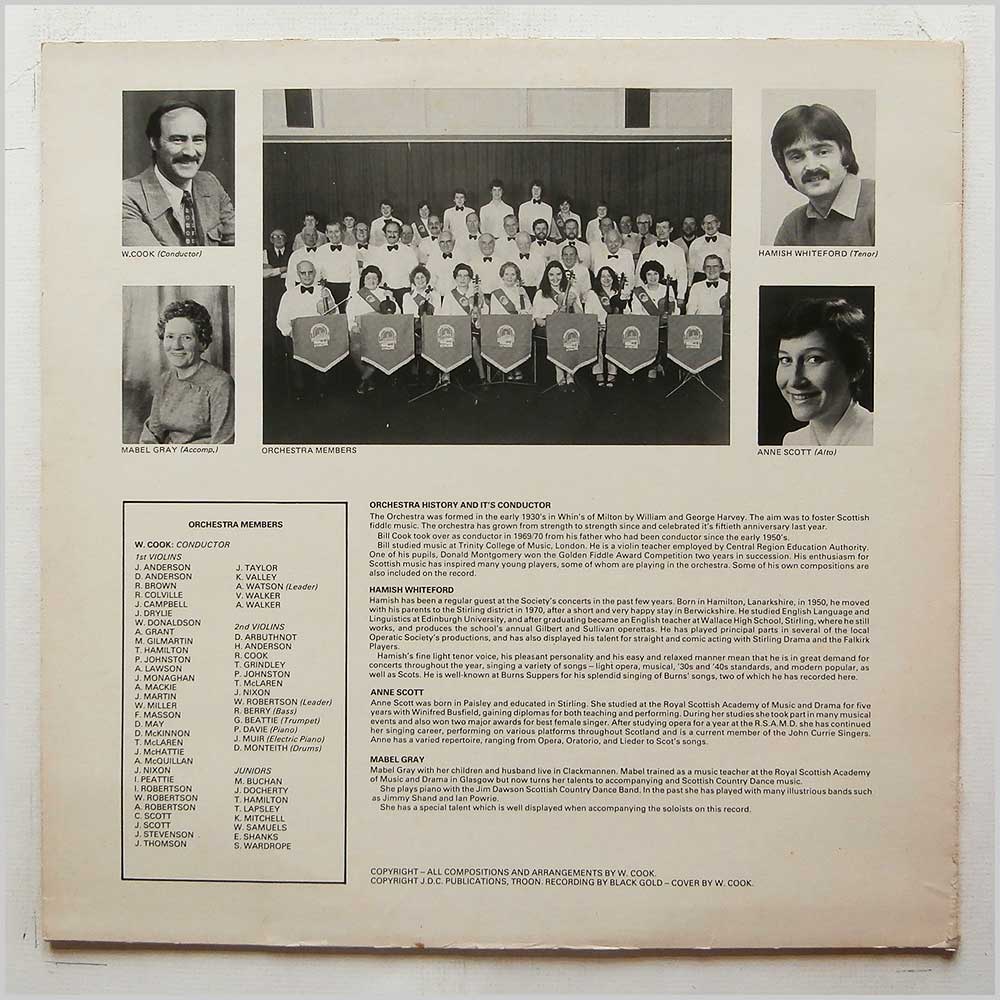 W.COOK (Conductor)
HAMISH WHITEFORD (Tenor)
MABEL GRAY (Accomp.)
ORCHESTRA MEMBERS
ANNE SCOTT (Alto)
ORCHESTRA MEMBERS
W. COOK: CONDUCTOR
1st VIOLINS
J. ANDERSON
D. ANDERSON
R. BROWN
R. COLVILLE
J. CAMPBELL
J. DRYLIE
W. DONALDSON
A. GRANT
M. GILMARTIN
T. HAMILTON
P. JOHNSTON
A. LAWSON
J. MONAGHAN
A. MACKIE
J. MARTIN
W. MILLER
F. MASSON
D. MAY
D. McKINNON
T. McLAREN
J. McHATTIE
A. McQUILLAN
J. NIXON
I. PEATTIE
I. ROBERTSON
W. ROBERTSON
A. ROBERTSON
C. SCOTT
J. SCOTT
J. STEVENSON
J. THOMSON
J. TAYLOR
K. VALLEY
A. WATSON (Leader)
V. WALKER
A. WALKER
2nd VIOLINS
D. ARBUTHNOT
H. ANDERSON
R. COOK
T. GRINDLEY
P. JOHNSTON
T. McLAREN
J. NIXON
W. ROBERTSON (Leader)
R. BERRY (Bass)
G. BEATTIE (Trumpet)
P. DAVIE (Piano)
J. MUIR (Electric Piano)
D. MONTEITH (Drums)
JUNIORS
M. BUCHAN
J. DOCHERTY
T. HAMILTON
T. LAPSLEY
K. MITCHELL
W. SAMUELS
E. SHANKS
S. WARDROPE
ORCHESTRA HISTORY AND IT'S CONDUCTOR
The Orchestra was formed in the early 1930's in Whin's of Milton by William and George Harvey. The aim was to foster Scottish
fiddle music. The orchestra has grown from strength to strength since and celebrated it's fiftieth anniversary last year.
Bill Cook took over as conductor in 1969/70 from his father who had been conductor since the early 1950's.
Bill studied music at Trinity College of Music, London. He is a violin teacher employed by Central Region Education Authority.
One of his pupils, Donald Montgomery won the Golden Fiddle Award Competition two years in succession. His enthusiasm for
Scottish music has inspired many young players, some of whom are playing in the orchestra. Some of his own compositions are
also included on the record.
HAMISH WHITEFORD
Hamish has been a regular guest at the Society's concerts in the past few years. Born in Hamilton, Lanarkshire, in 1950, he moved
with his parents to the Stirling district in 1970, after a short and very happy stay in Berwickshire. He studied English Language and
Linguistics at Edinburgh University, and after graduating became an English teacher at Wallace High School, Stirling, where he still
works, and produces the school's annual Gilbert and Sullivan operettas. He has played principal parts in several of the local
Operatic Society's productions, and has also displayed his talent for straight and comic acting with Stirling Drama and the Falkirk
Players.
Hamish's fine light tenor voice, his pleasant personality and his easy and relaxed manner mean that he is in great demand for
concerts throughout the year, singing a variety of songs – light opera, musical, '30s and '40s standards, and modern popular, as
well as Scots. He is well-known at Burns Suppers for his splendid singing of Burns' songs, two of which he has recorded here.
ANNE SCOTT
Anne Scott was born in Paisley and educated in Stirling. She studied at the Royal Scottish Academy of Music and Drama for five
years with Winifred Busfield, gaining diplomas for both teaching and performing. During her studies she took part in many musical
events and also won two major awards for best female singer. After studying opera for a year at the R.S.A.M.D. she has continued
her singing career, performing on various platforms throughout Scotland and is a current member of the John Currie Singers.
Anne has a varied repertoire, ranging from Opera, Oratorio, and Lieder to Scot's songs.
MABEL GRAY
Mabel Gray with her children and husband live in Clackmannen. Mabel trained as a music teacher at the Royal Scottish Academy
of Music and Drama in Glasgow but now turns her talents to accompanying and Scottish Country Dance music.
She plays piano with the Jim Dawson Scottish Country Dance Band. In the past she has played with many illustrious bands such
as Jimmy Shand and Ian Powrie.
She has a special talent which is well displayed when accompanying the soloists on this record.
COPYRIGHT – ALL COMPOSITIONS AND ARRANGEMENTS BY W. COOK.
COPYRIGHT J.D.C. PUBLICATIONS, TROON. RECORDING BY BLACK GOLD – COVER BY W. COOK.